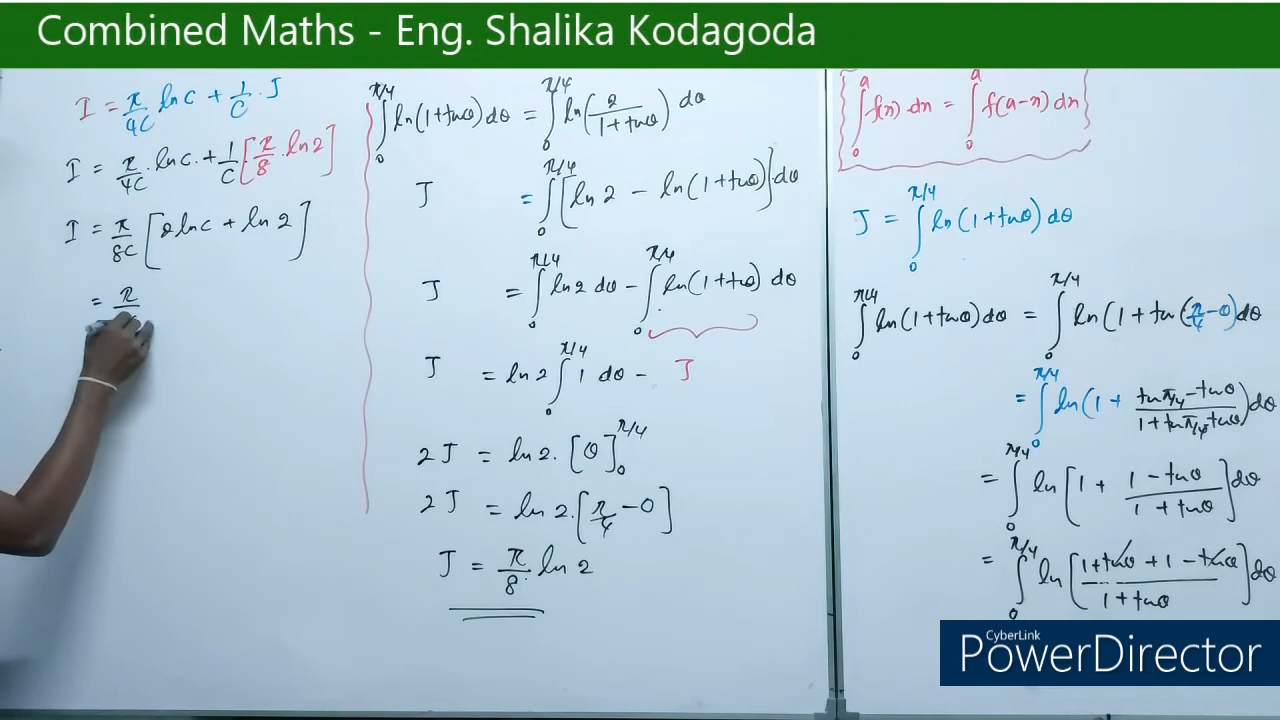 Combined Maths - Eng. Shalika Kodagoda
I = π/4C ln c + 1/C . J
I = π/4C . ln c . + 1/C [π/8 . ln 2]
I = π/8C [2 ln c + ln 2]
= π
∫₀^π/4 ln(1+tanθ) dθ = ∫₀^π/4 ln(2/(1+tanθ)) dθ
J = ∫₀^π/4 [ln 2 - ln(1+tanθ)] dθ
J = ∫₀^π/4 ln 2 dθ - ∫₀^π/4 ln(1+tanθ) dθ
J = ln 2 ∫₀^π/4 1 dθ - J
2J = ln 2 . [θ]₀^π/4
2J = ln 2 . [π/4 - 0]
J = π/8 ln 2
∫₀^a f(x) dx = ∫₀^a f(a-x) dx
J = ∫₀^π/4 ln(1+tanθ) dθ
∫₀^π/4 ln(1+tanθ) dθ = ∫₀^π/4 ln(1 + tan(π/4-θ) dθ
= ∫₀^π/4 ln(1 + (tan π/4 - tanθ)/(1 + tan π/4 tanθ)) dθ
= ∫₀^π/4 ln[1 + (1 - tanθ)/(1 + tanθ)] dθ
= ∫₀^π/4 ln[(1+tanθ + 1 - tanθ)/(1 + tanθ)] dθ
CyberLink
PowerDirector